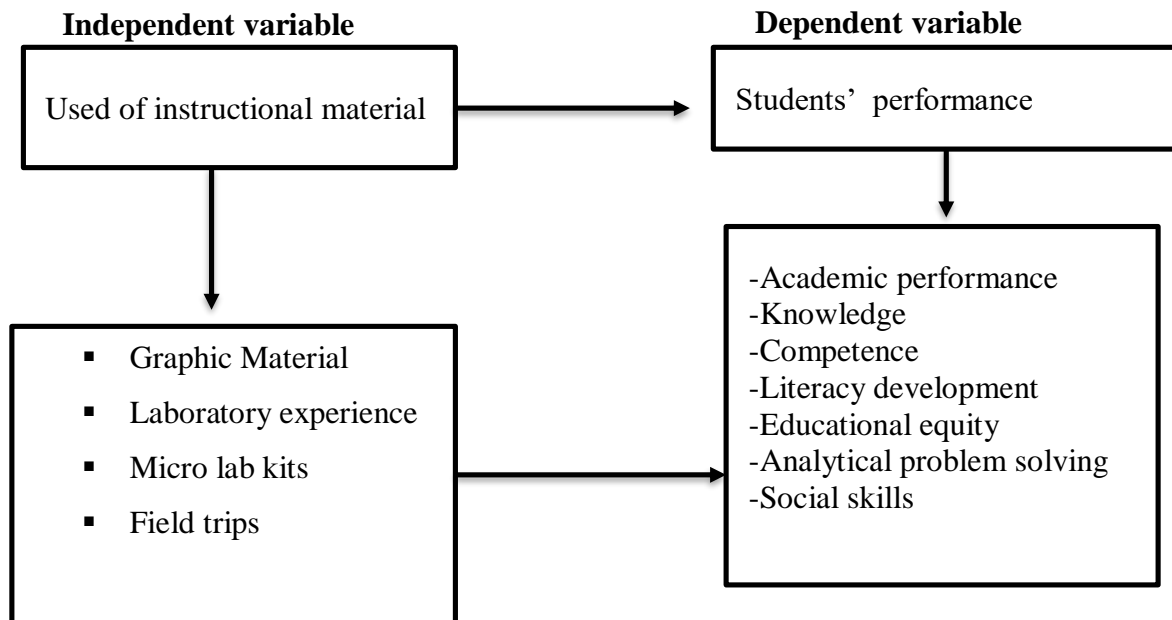 Independent variable
Dependent variable
Used of instructional material
Students’ performance
▪ Graphic Material
▪ Laboratory experience
▪ Micro lab kits
▪ Field trips
-Academic performance
-Knowledge
-Competence
-Literacy development
-Educational equity
-Analytical problem solving
-Social skills